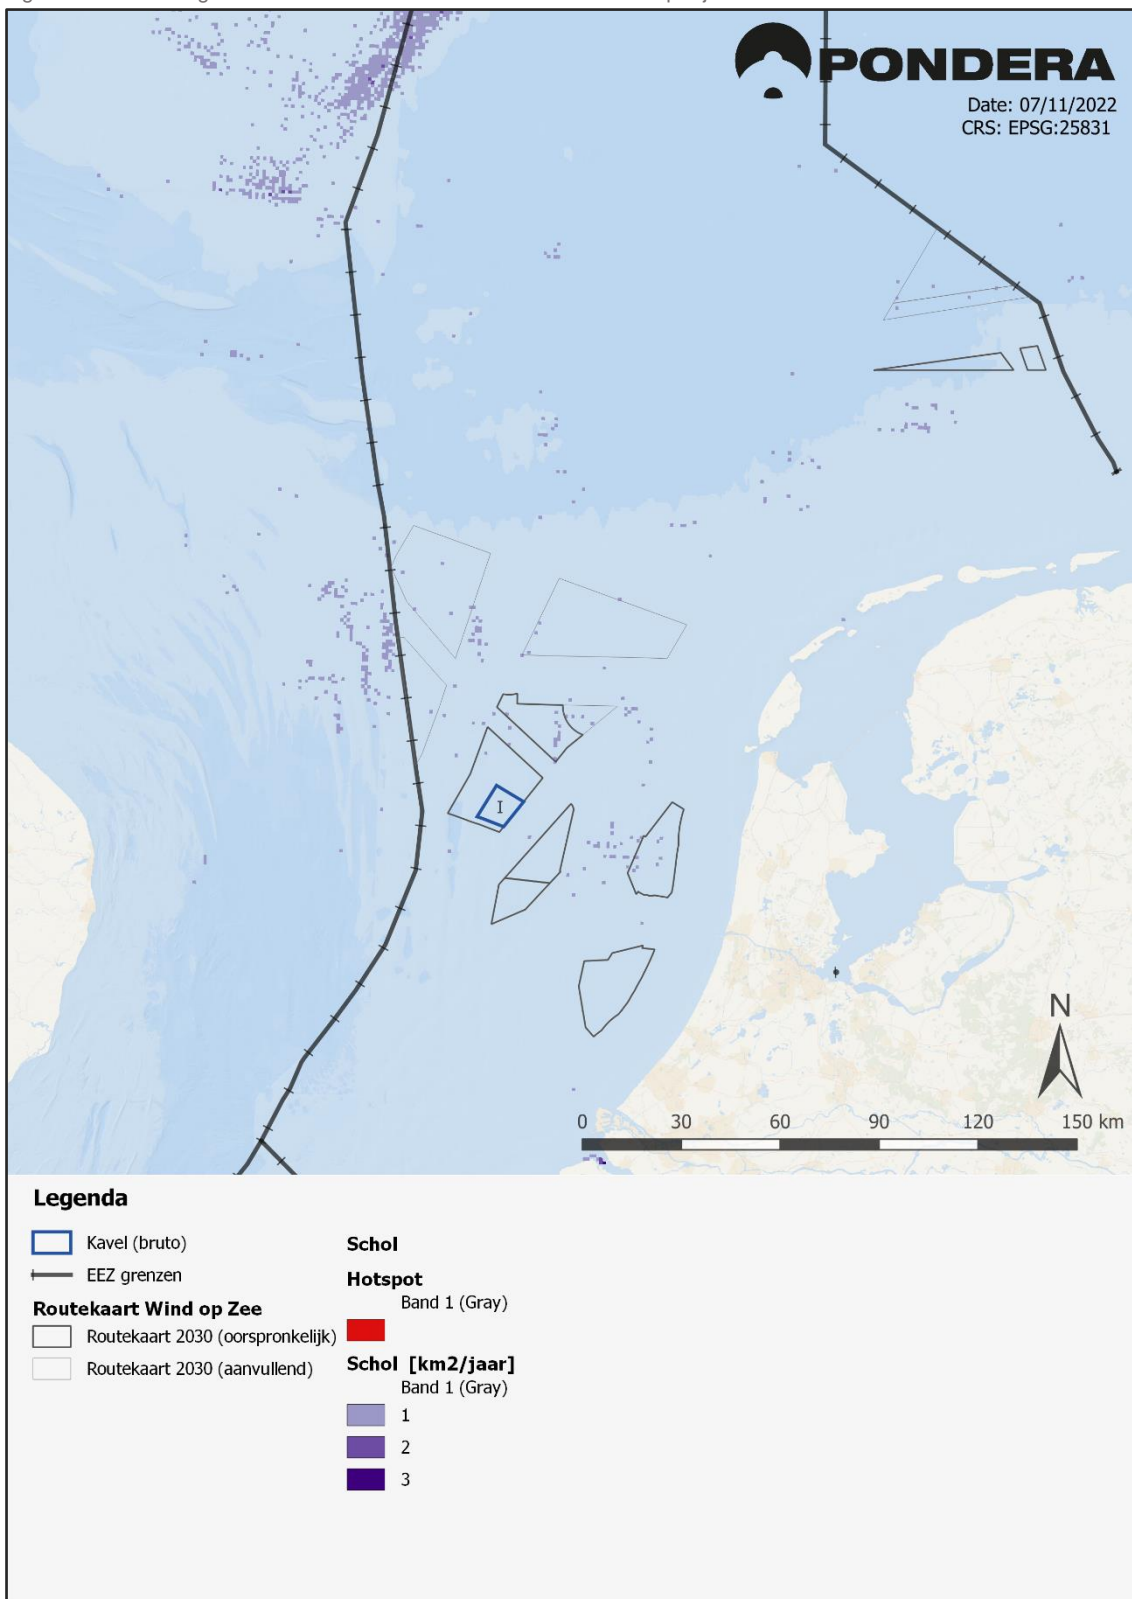 PONDERA
Date: 07/11/2022
CRS: EPSG:25831
I
N
0 30 60 90 120 150 km
Legenda
Kavel (bruto)
EEZ grenzen
Routekaart Wind op Zee
Routekaart 2030 (oorspronkelijk)
Routekaart 2030 (aanvullend)
Schol
Hotspot
Band 1 (Gray)
Schol [km2/jaar]
Band 1 (Gray)
1
2
3